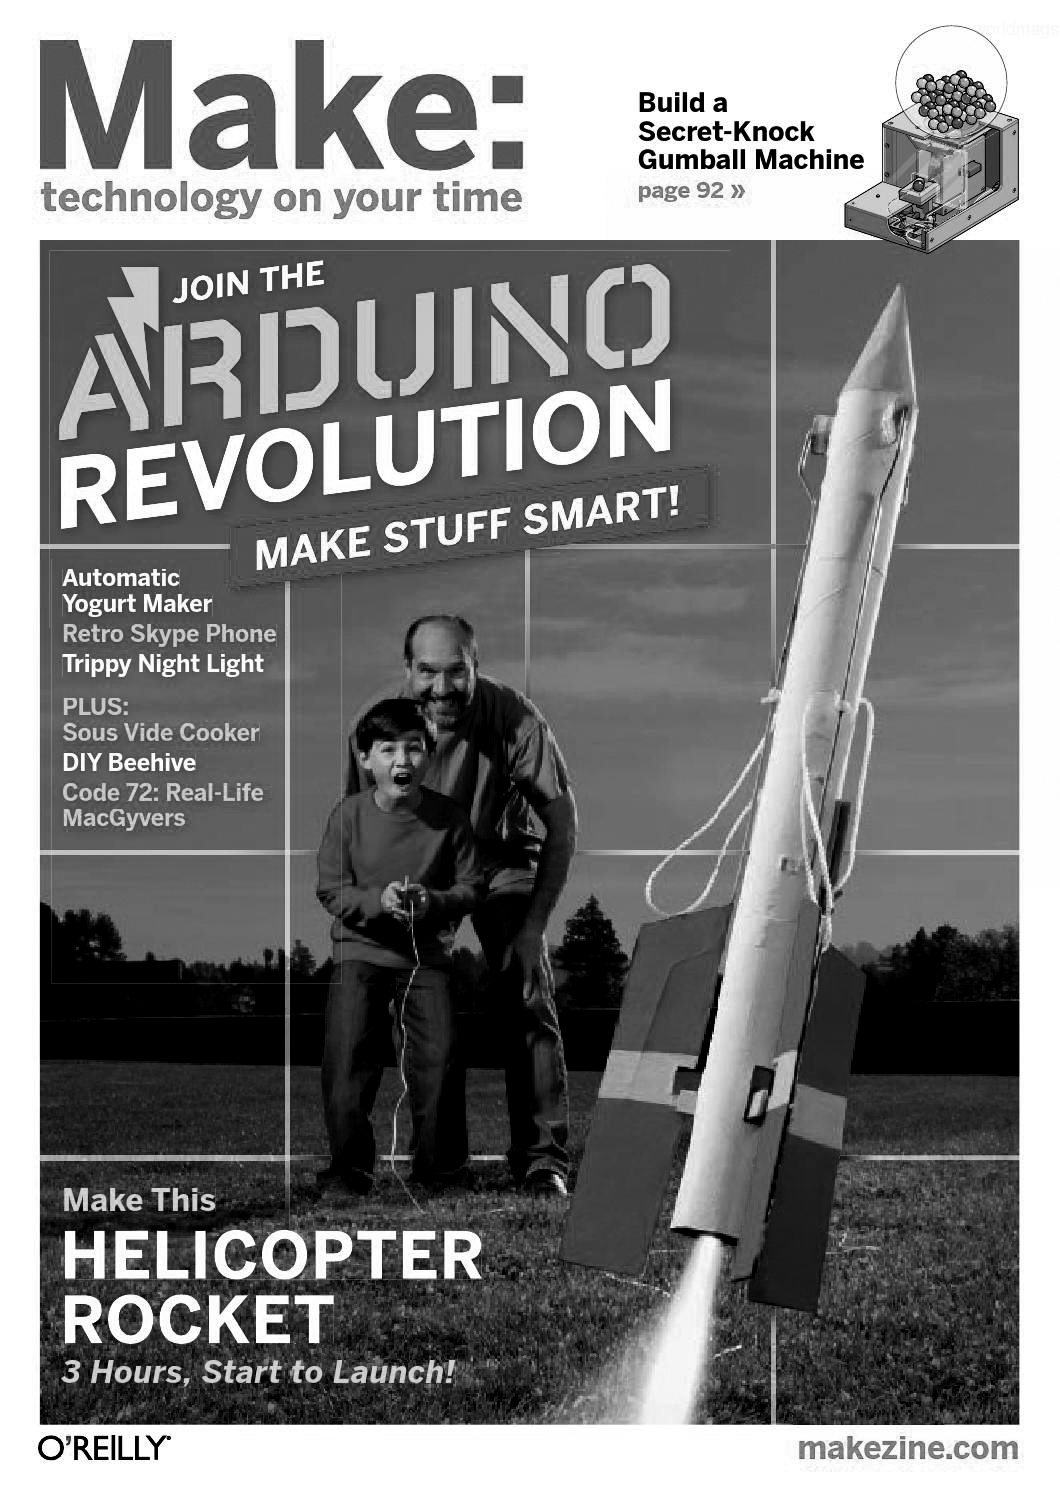 Make:
technology on your time
Build a
Secret-Knock
Gumball Machine
page 92 »
JOIN THE
ARDUINO
REVOLUTION
MAKE STUFF SMART!
Automatic
Yogurt Maker
Retro Skype Phone
Trippy Night Light
PLUS:
Sous Vide Cooker
DIY Beehive
Code 72: Real-Life
MacGyvers
Make This
HELICOPTER
ROCKET
3 Hours, Start to Launch!
O'REILLY
makezine.com